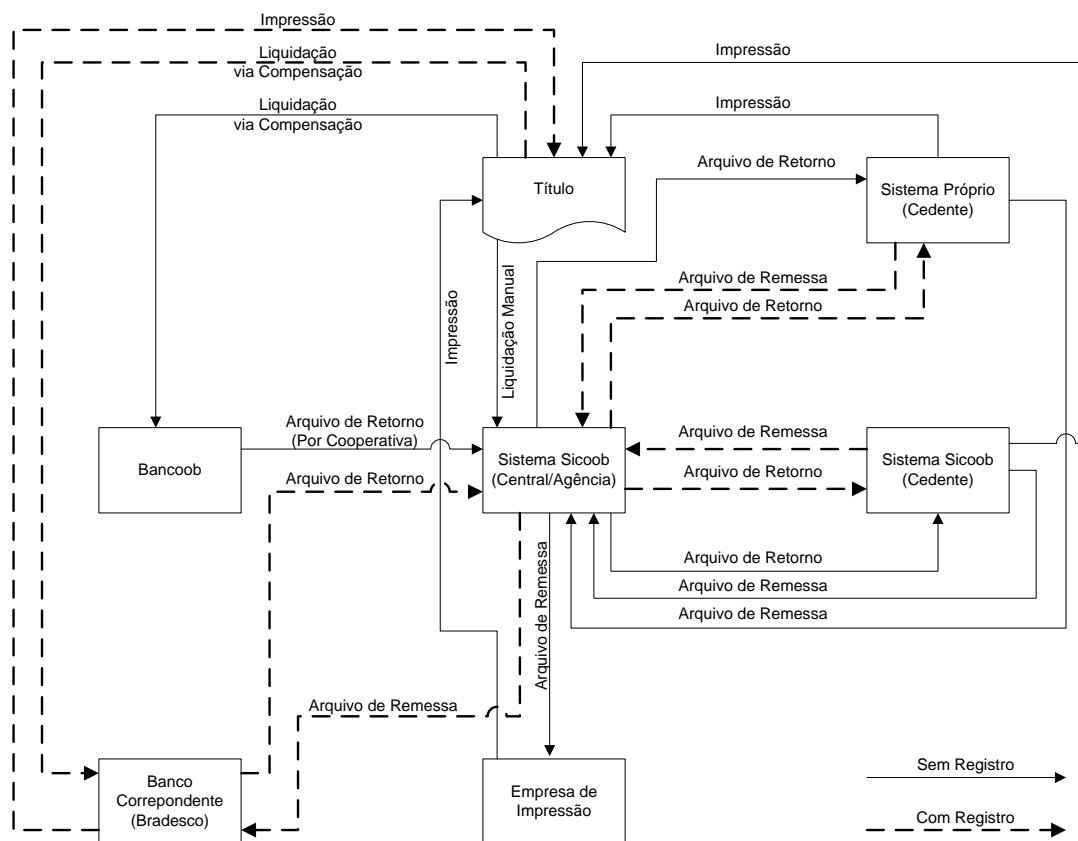 Impressão
Liquidação
via Compensação
Liquidação
via Compensação
Impressão
Impressão
Arquivo de Retorno
Título
Sistema Próprio
(Cedente)
Arquivo de Remessa
Arquivo de Retorno
Impressão
Liquidação Manual
Arquivo de Retorno
(Por Cooperativa)
Bancoob
Arquivo de Retorno
Sistema Sicoob
(Central/Agência)
Arquivo de Remessa
Arquivo de Retorno
Sistema Sicoob
(Cedente)
Arquivo de Retorno
Arquivo de Remessa
Arquivo de Remessa
Arquivo de Remessa
Arquivo de Remessa
Banco
Correpondente
(Bradesco)
Empresa de
Impressão
Sem Registro
Com Registro